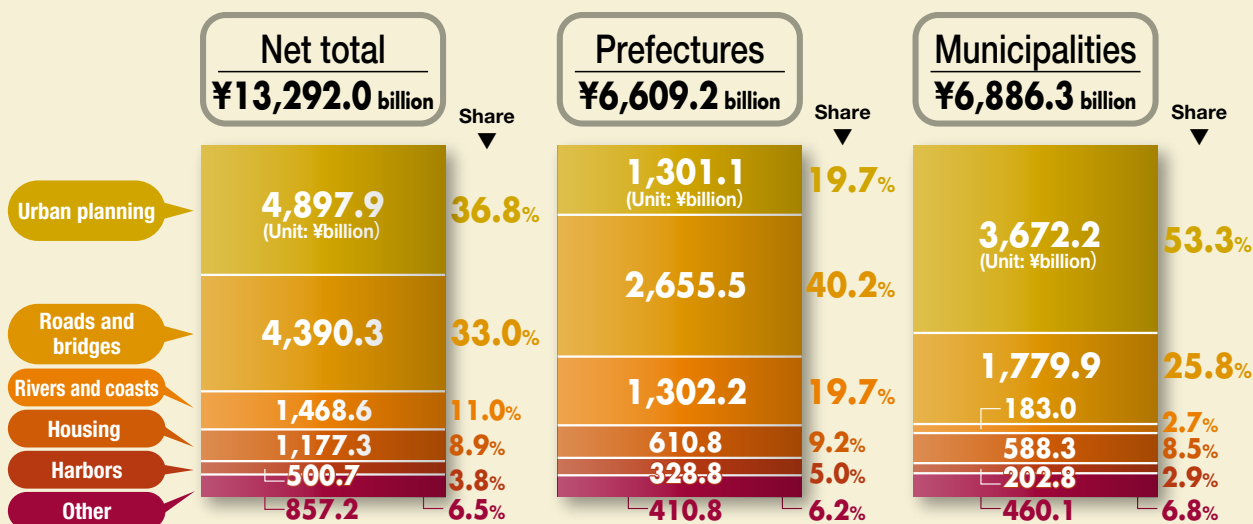 Net total
¥13,292.0 billion
Share
▼
Prefectures
¥6,609.2 billion
Share
▼
Municipalities
¥6,886.3 billion
Share
▼
Urban planning
4,897.9
(Unit: ¥billion)
36.8%
1,301.1
(Unit: ¥billion)
19.7%
3,672.2
(Unit: ¥billion)
53.3%
Roads and
bridges
4,390.3
33.0%
2,655.5
40.2%
1,779.9
25.8%
Rivers and coasts
1,468.6
11.0%
1,302.2
19.7%
183.0
2.7%
Housing
1,177.3
8.9%
610.8
9.2%
588.3
8.5%
Harbors
500.7
3.8%
328.8
5.0%
202.8
2.9%
Other
857.2
6.5%
410.8
6.2%
460.1
6.8%